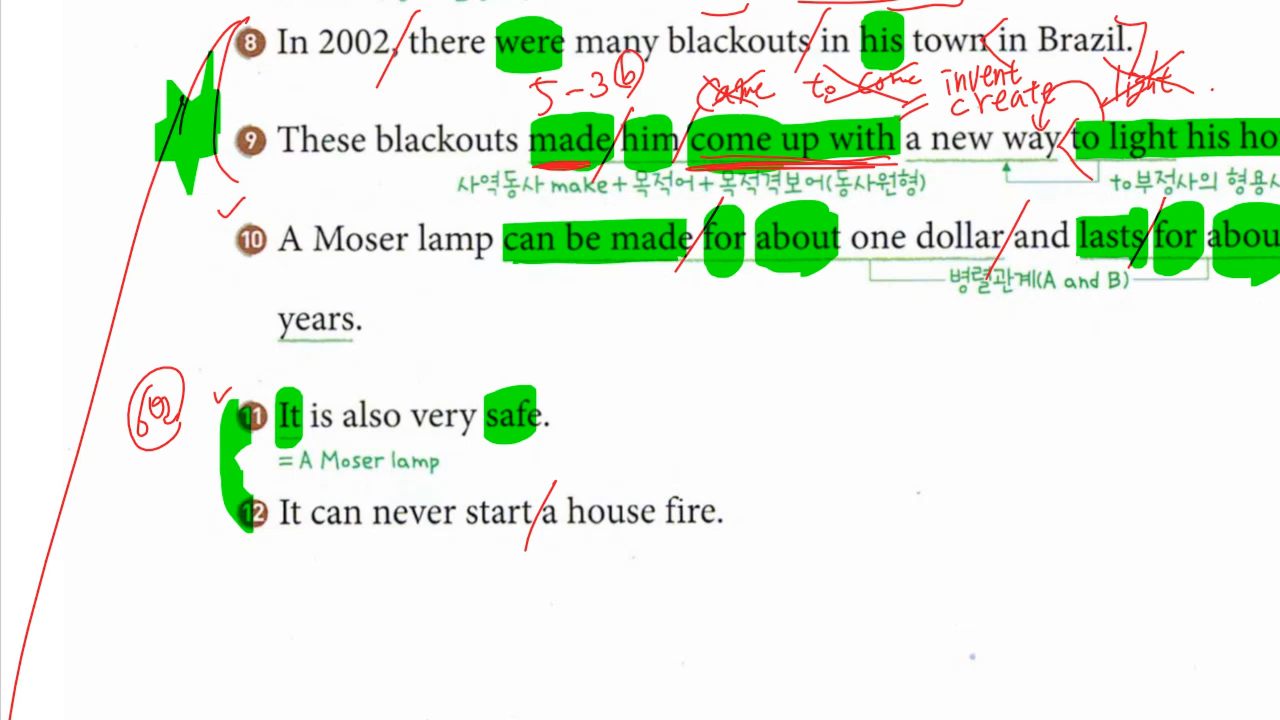 8 In 2002, there were many blackouts in his town in Brazil.
5-3 ⓑ came to come invent light
create
9 These blackouts made him come up with a new way to light his ho
사역동사 make + 목적어 + 목적격보어(동사원형) to부정사의 형용
10 A Moser lamp can be made for about one dollar and lasts for abou
병렬관계(A and B)
years.
11 It is also very safe.
= A Moser lamp
12 It can never start a house fire.